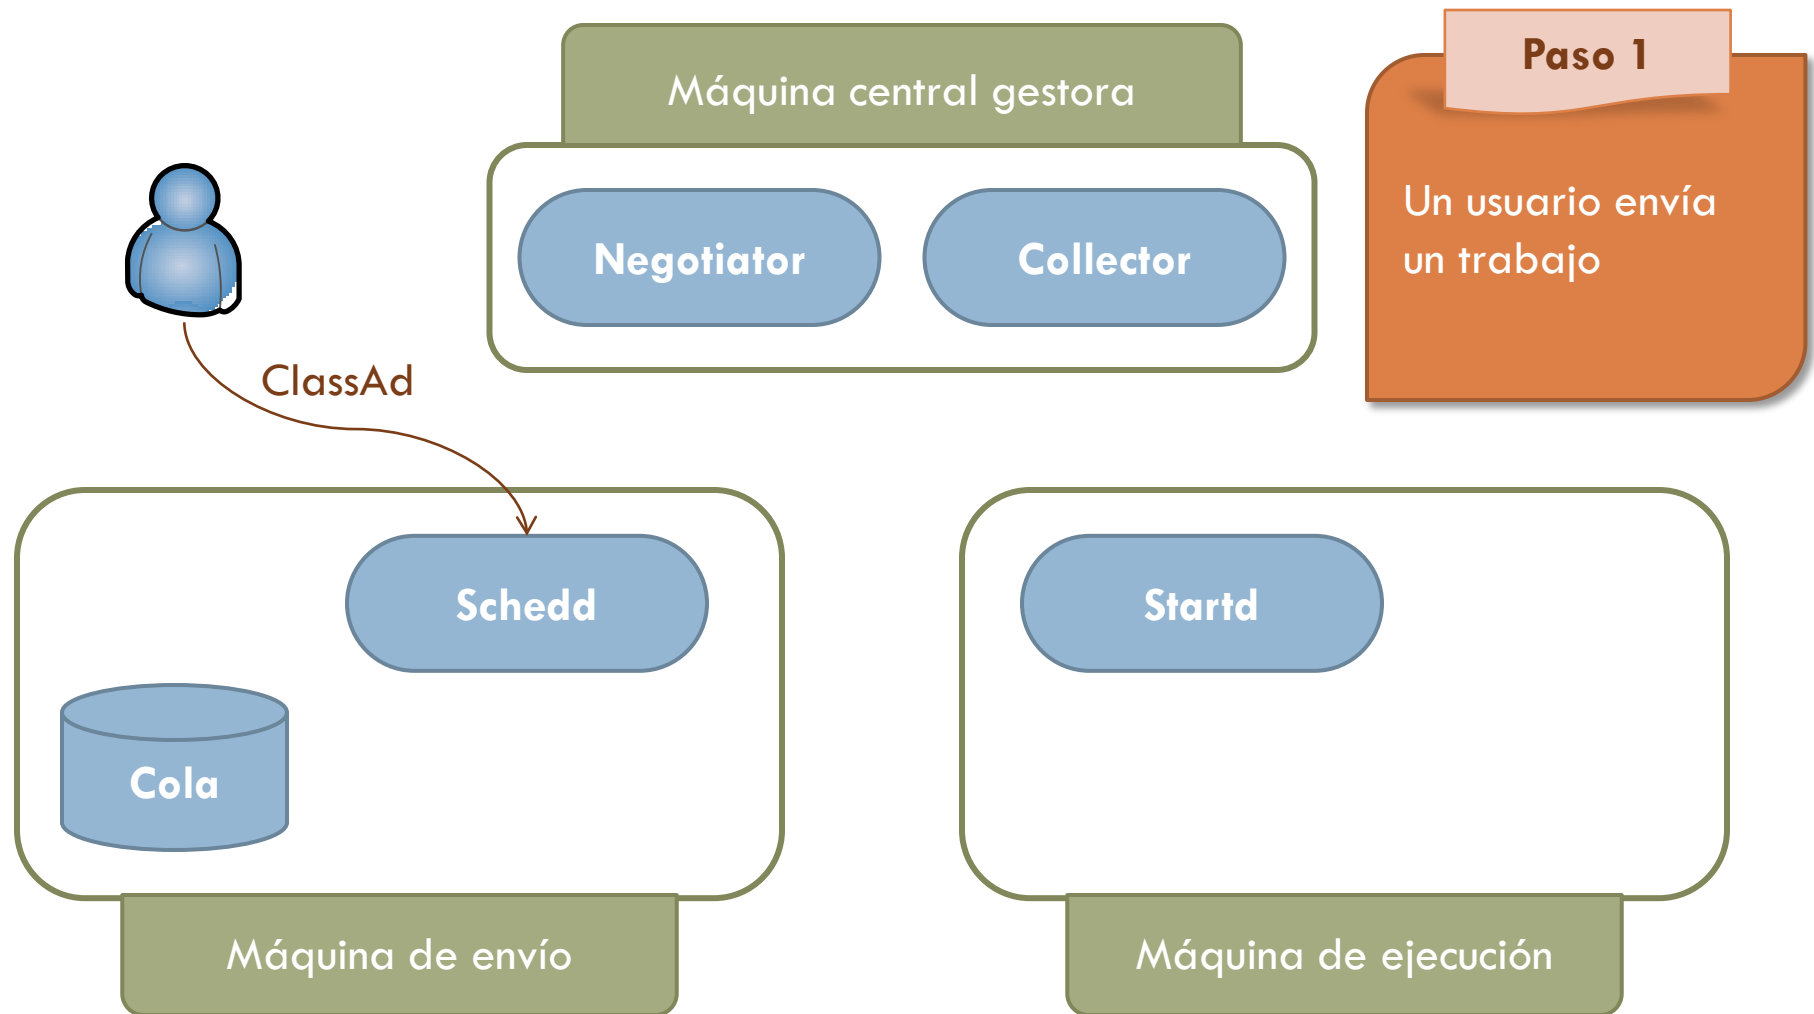 Máquina central gestora
Negotiator
Collector
Paso 1
Un usuario envía
un trabajo
ClassAd
Schedd
Cola
Máquina de envío
Startd
Máquina de ejecución